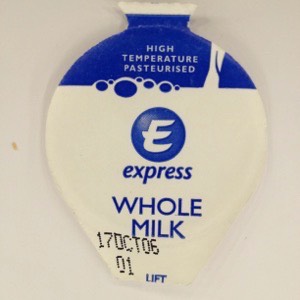 HIGH
TEMPERATURE
PASTEURISED
E
express
WHOLE
MILK
17OCT06
01
LIFT